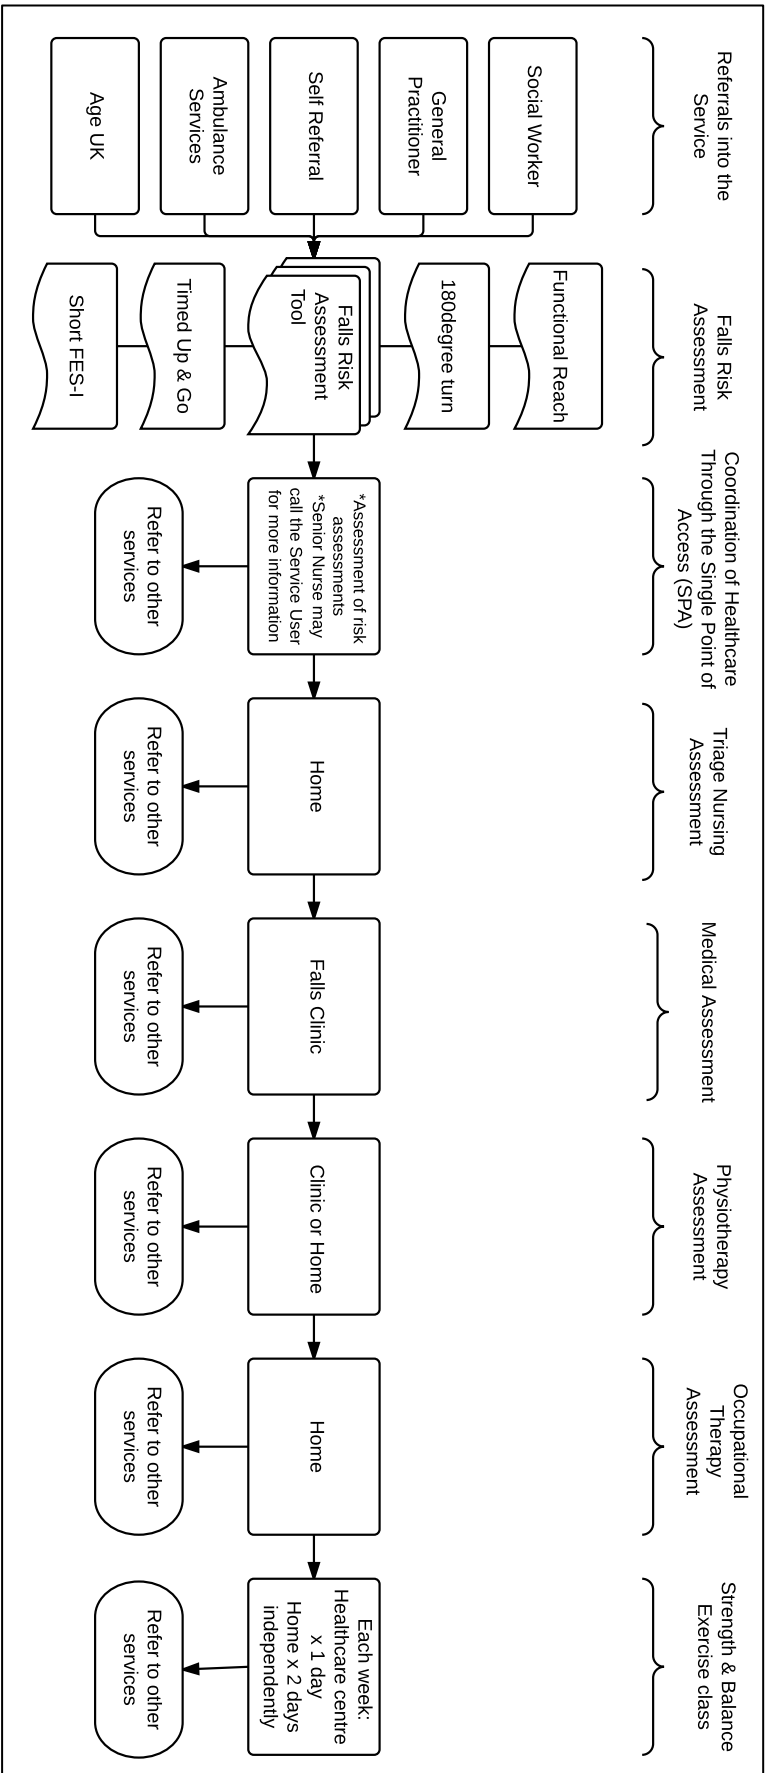 Referrals into the
Service
Falls Risk
Assessment
Coordination of Healthcare
Through the Single Point of
Access (SPA)
Triage Nursing
Assessment
Medical Assessment
Physiotherapy
Assessment
Occupational
Therapy
Assessment
Strength & Balance
Exercise class
Social Worker
General
Practitioner
Self Referral
Ambulance
Services
Age UK
Functional Reach
180degree turn
Falls Risk
Assessment
Tool
Timed Up & Go
Short FES-I
*Assessment of risk
assessments
*Senior Nurse may
call the Service User
for more information
Home
Falls Clinic
Clinic or Home
Home
Each week:
Healthcare centre
x 1 day
Home x 2 days
independently
Refer to other
services
Refer to other
services
Refer to other
services
Refer to other
services
Refer to other
services
Refer to other
services